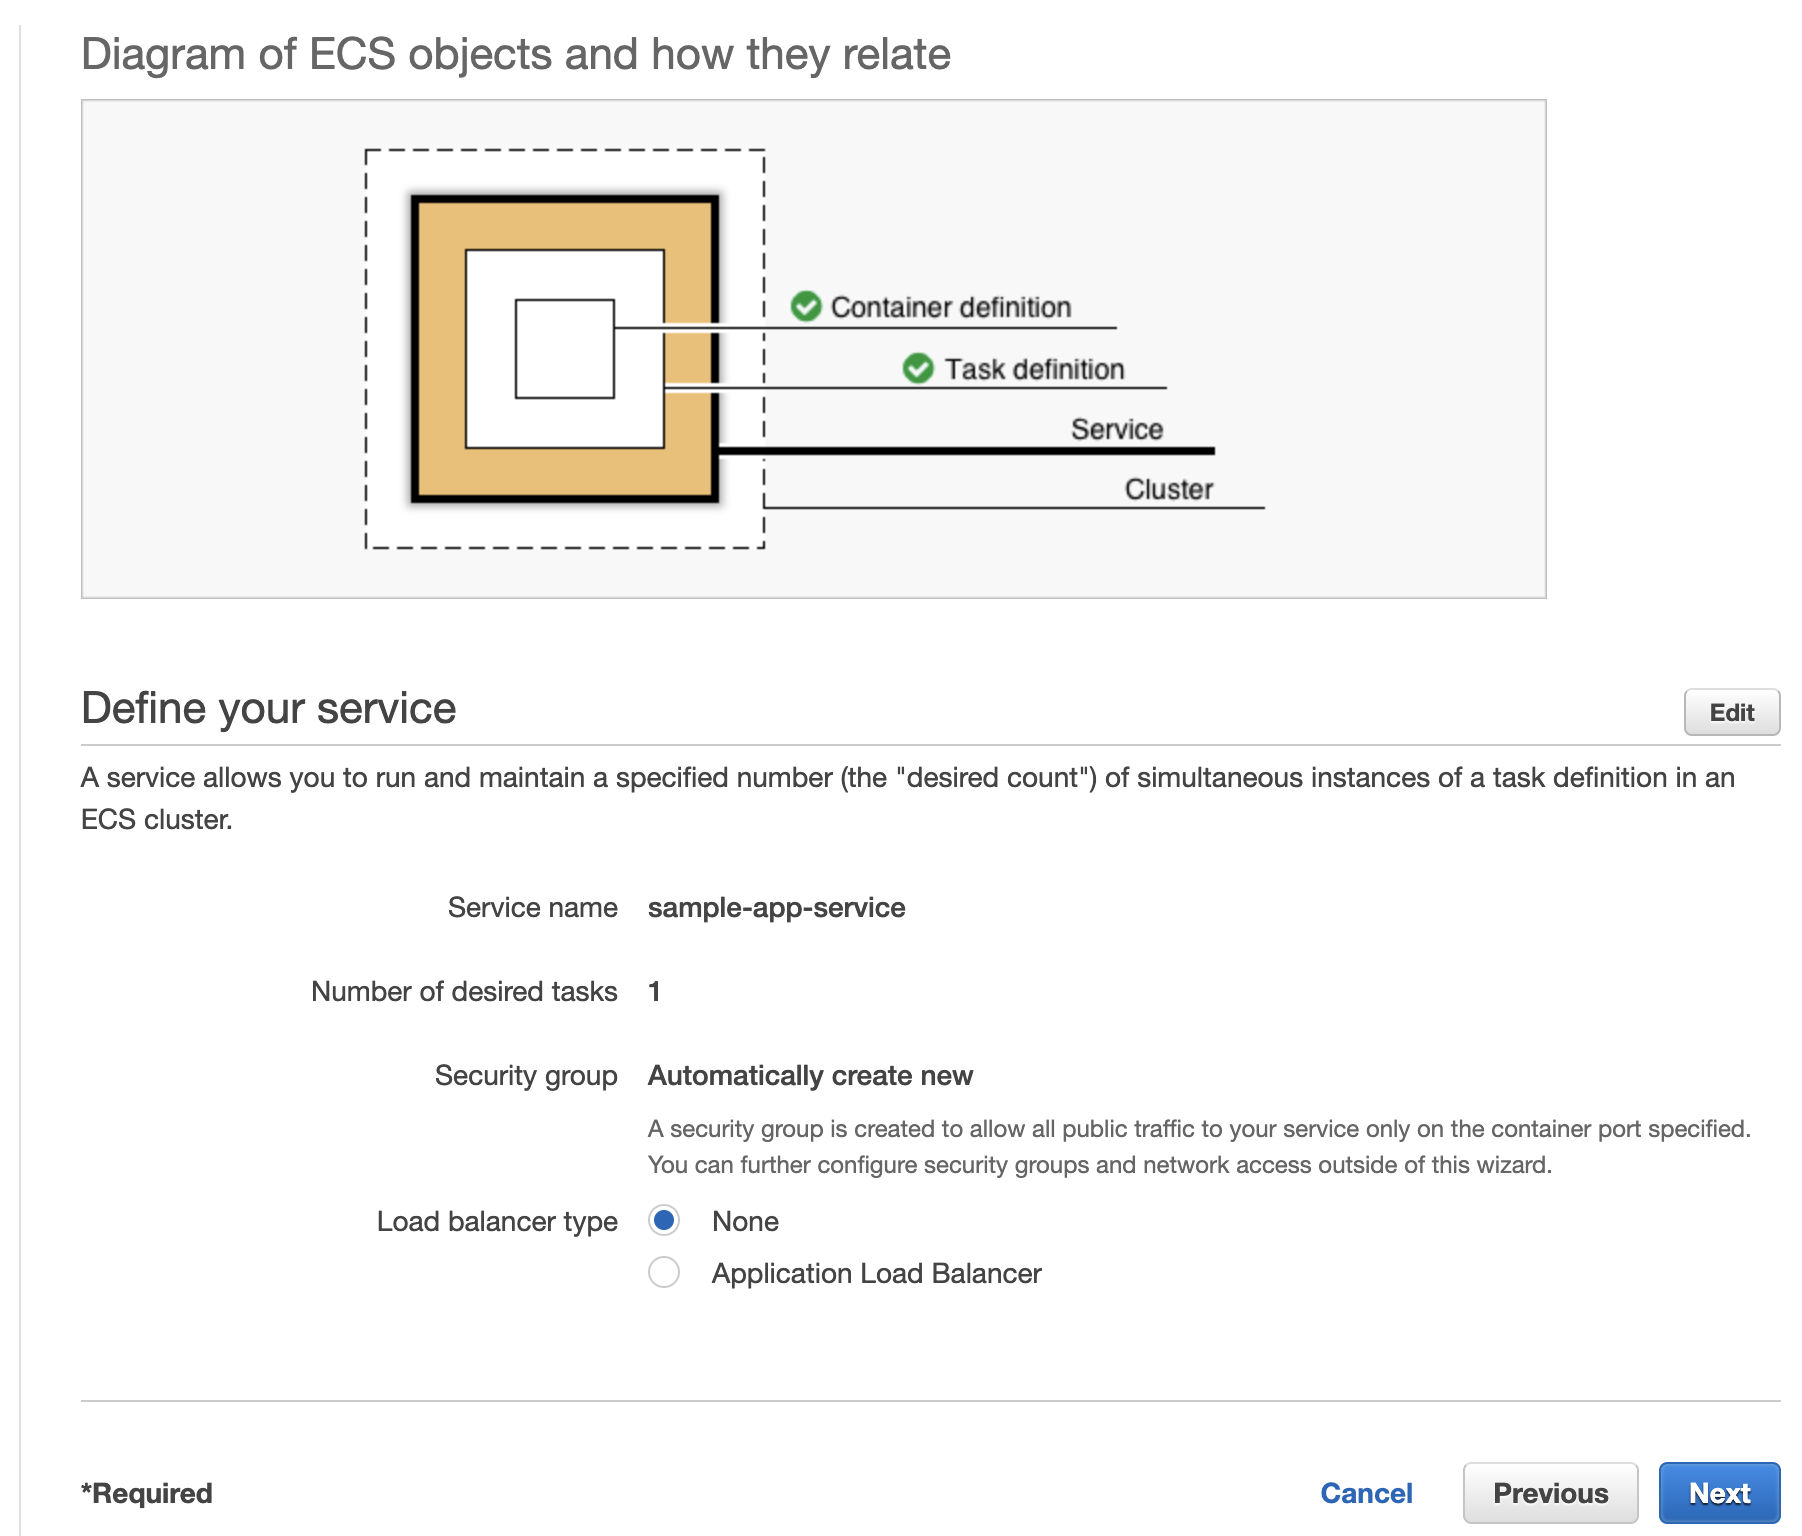 Diagram of ECS objects and how they relate
Container definition
Task definition
Service
Cluster
Define your service
Edit
A service allows you to run and maintain a specified number (the "desired count") of simultaneous instances of a task definition in an
ECS cluster.
Service name sample-app-service
Number of desired tasks 1
Security group Automatically create new
A security group is created to allow all public traffic to your service only on the container port specified.
You can further configure security groups and network access outside of this wizard.
Load balancer type None
Application Load Balancer
*Required Cancel Previous Next